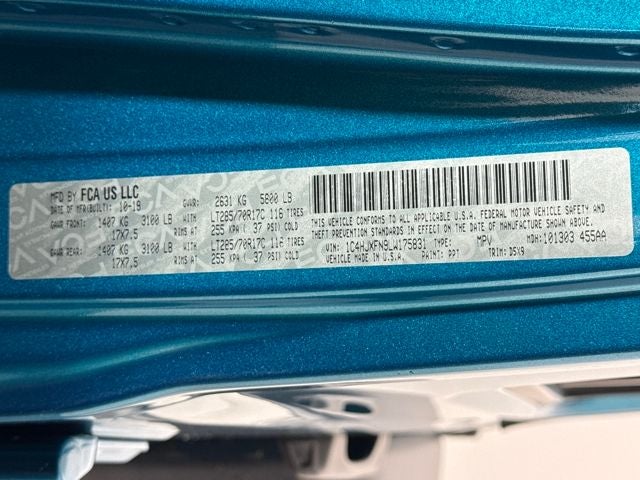 MFD BY FCA US LLC
DATE OF MFR(BUILT): 10-19 GVWR: 2631 KG 5800 LB
GAWR FRONT: 1407 KG 3100 LB LT285/70R17C 116 TIRES
17X7.5 RIMS AT 255 KPA ( 37 PSI) COLD
GAWR REAR: 1407 KG 3100 LB LT285/70R17C 116 TIRES
17X7.5 RIMS AT 255 KPA ( 37 PSI) COLD
THIS VEHICLE CONFORMS TO ALL APPLICABLE U.S.A. FEDERAL MOTOR VEHICLE SAFETY AND
THEFT PREVENTION STANDARDS IN EFFECT ON THE DATE OF MANUFACTURE SHOWN ABOVE.
VIN: 1C4HJXFN9LW175831 TYPE: MPV MDH: 101303 455AA
VEHICLE MADE IN U.S.A. PAINT: PPT TRIM: D5X9